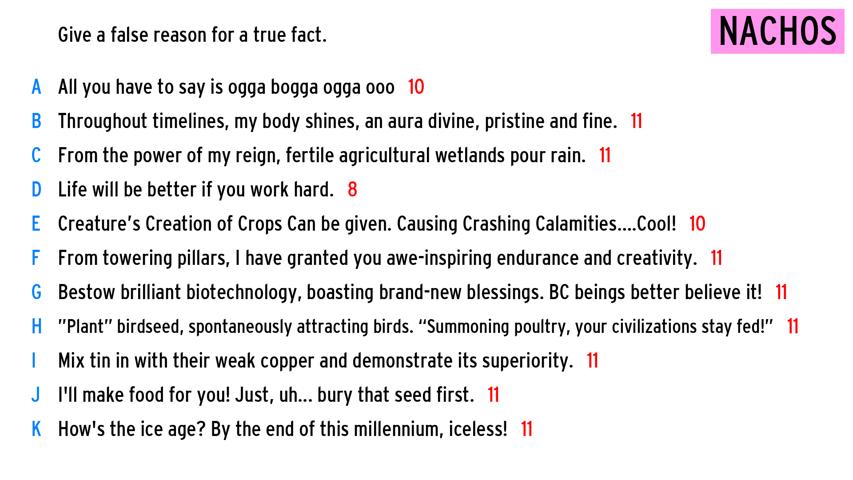 Give a false reason for a true fact.
NACHOS
A All you have to say is ogga bogga ogga ooo 10
B Throughout timelines, my body shines, an aura divine, pristine and fine. 11
C From the power of my reign, fertile agricultural wetlands pour rain. 11
D Life will be better if you work hard. 8
E Creature's Creation of Crops Can be given. Causing Crashing Calamities....Cool! 10
F From towering pillars, I have granted you awe-inspiring endurance and creativity. 11
G Bestow brilliant biotechnology, boasting brand-new blessings. BC beings better believe it! 11
H "Plant" birdseed, spontaneously attracting birds. “Summoning poultry, your civilizations stay fed!” 11
I Mix tin in with their weak copper and demonstrate its superiority. 11
J I'll make food for you! Just, uh... bury that seed first. 11
K How's the ice age? By the end of this millennium, iceless! 11